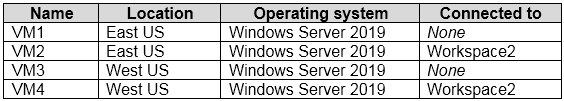 Name Location Operating system Connected to
VM1 East US Windows Server 2019 None
VM2 East US Windows Server 2019 Workspace2
VM3 West US Windows Server 2019 None
VM4 West US Windows Server 2019 Workspace2